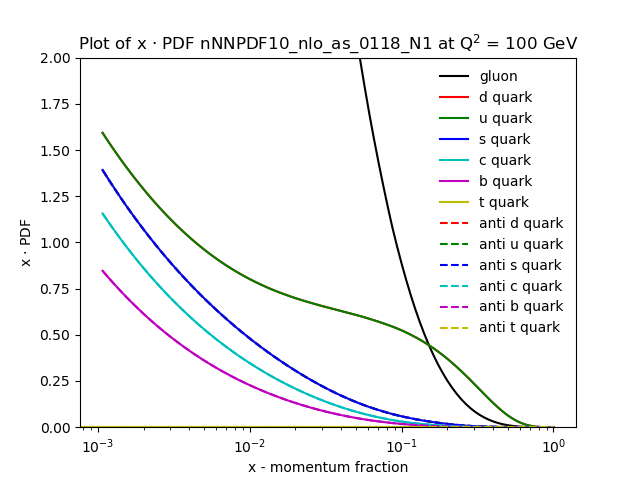 Plot of x · PDF nNNPDF10_nlo_as_0118_N1 at Q² = 100 GeV
x · PDF
2.00
1.75
1.50
1.25
1.00
0.75
0.50
0.25
0.00
gluon
d quark
u quark
s quark
c quark
b quark
t quark
anti d quark
anti u quark
anti s quark
anti c quark
anti b quark
anti t quark
10⁻³ 10⁻² 10⁻¹ 10⁰
x - momentum fraction